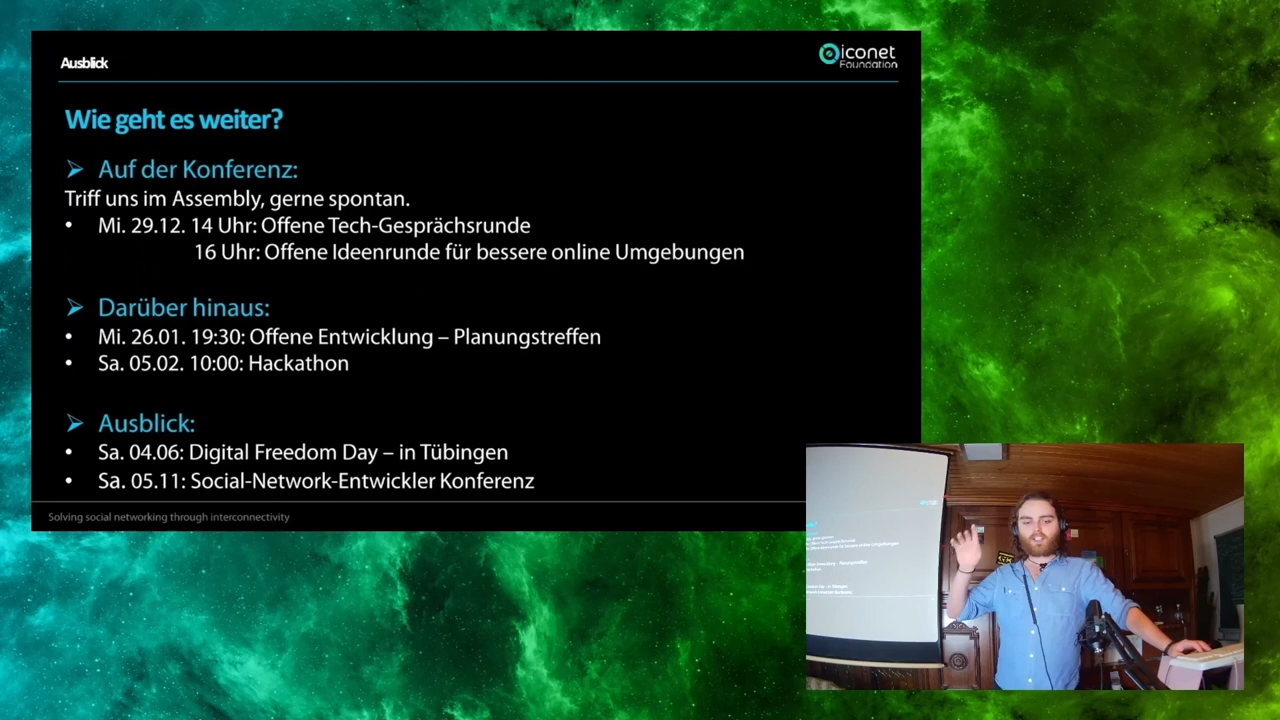 Ausblick
iconet
Foundation
Wie geht es weiter?
Auf der Konferenz:
Triff uns im Assembly, gerne spontan.
• Mi. 29.12. 14 Uhr: Offene Tech-Gesprächsrunde
16 Uhr: Offene Ideenrunde für bessere online Umgebungen
Darüber hinaus:
• Mi. 26.01. 19:30: Offene Entwicklung – Planungstreffen
• Sa. 05.02. 10:00: Hackathon
Ausblick:
• Sa. 04.06: Digital Freedom Day – in Tübingen
• Sa. 05.11: Social-Network-Entwickler Konferenz
Solving social networking through interconnectivity